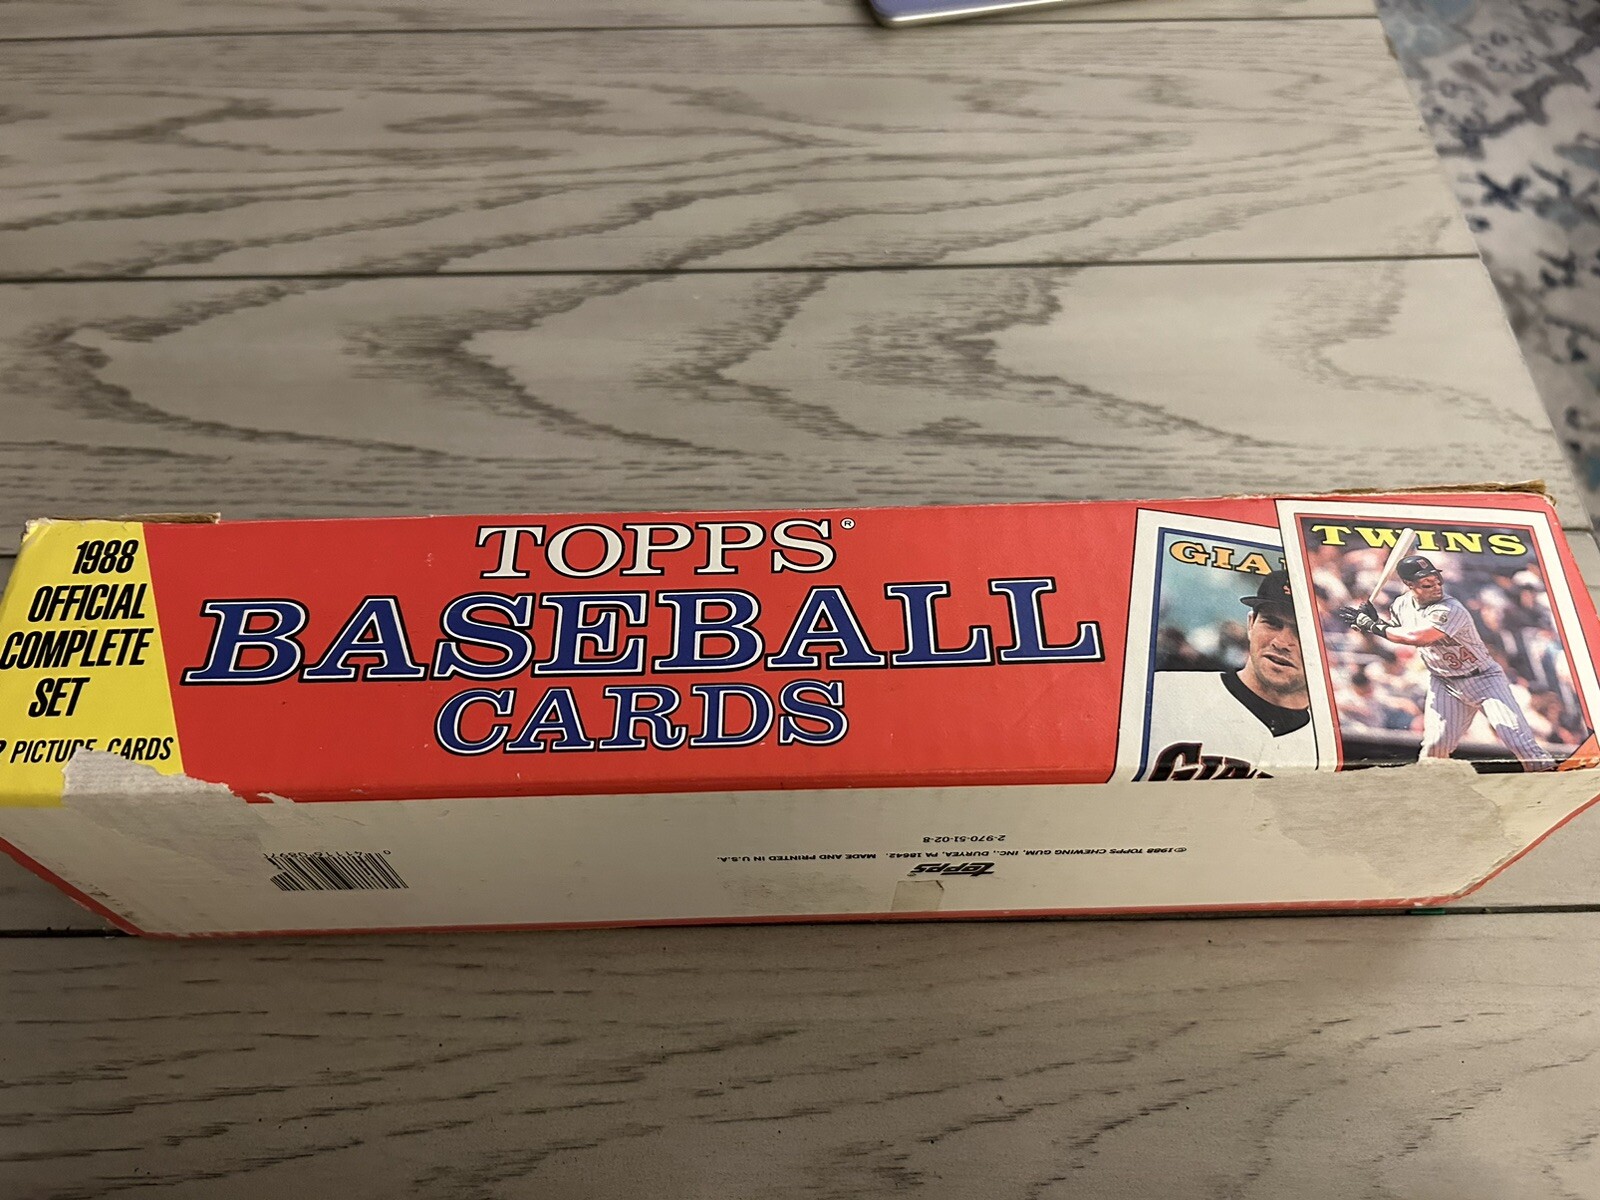 1988
OFFICIAL
COMPLETE
SET
PICTURE CARDS
TOPPS®
BASEBALL
CARDS
GIA
TWINS
34
GIA
topps
©1988 TOPPS CHEWING GUM, INC., DURYEA, PA 18642. MADE AND PRINTED IN U.S.A.
2-970-51-02-8